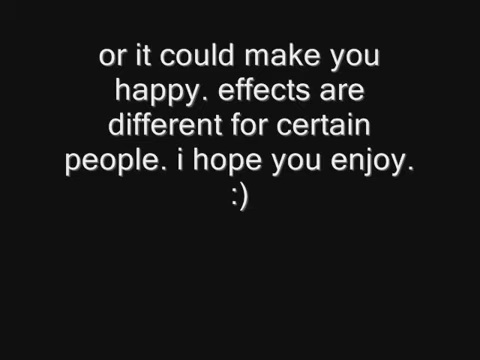 or it could make you
happy. effects are
different for certain
people. i hope you enjoy.
:)